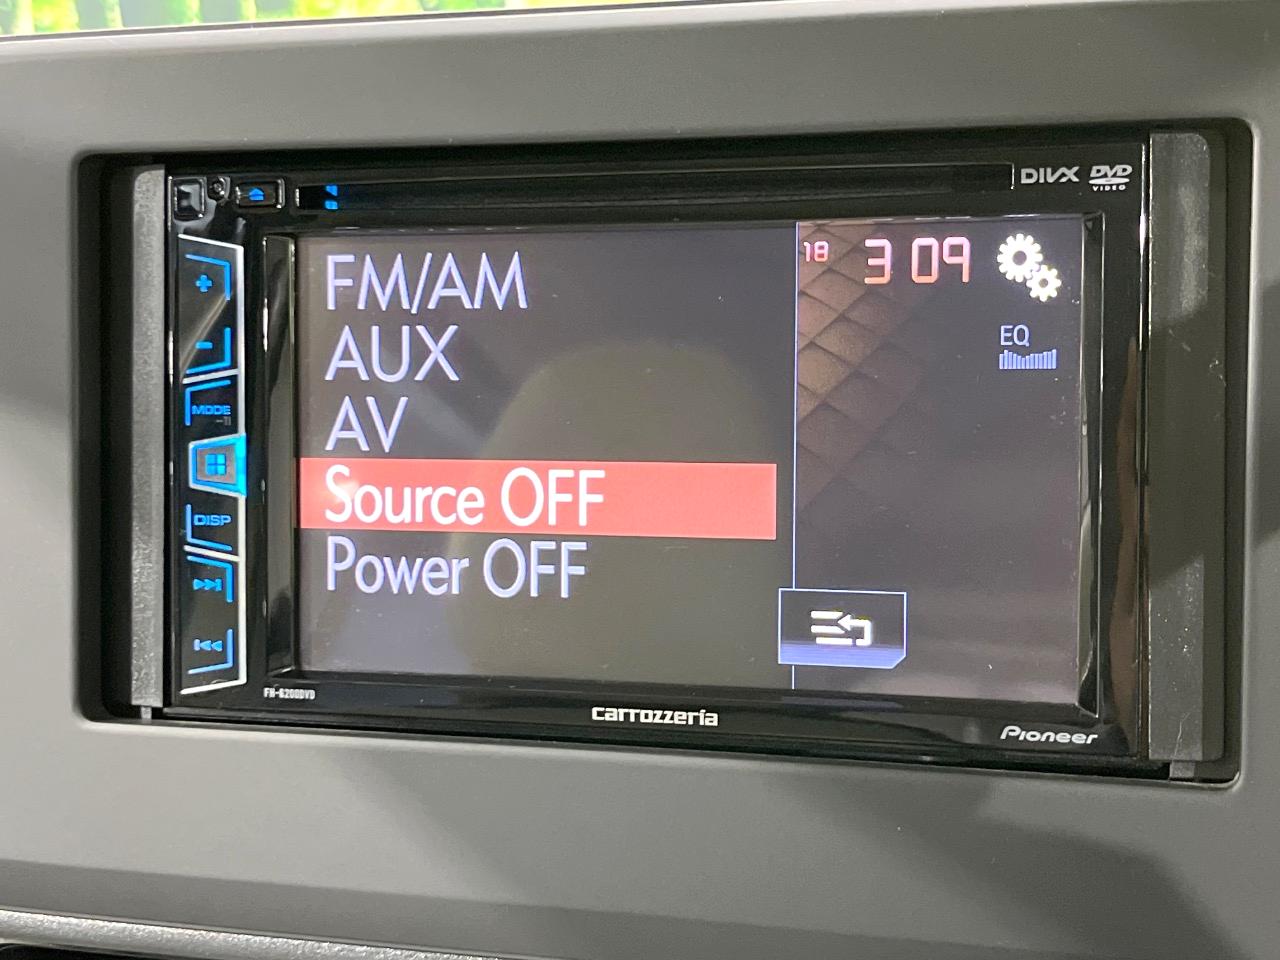 DIVX DVD
VIDEO
FM/AM
AUX
AV
Source OFF
Power OFF
18 3 09
EQ
+
−
MODE
DISP
FH-6200DVD
carrozzeria
Pioneer